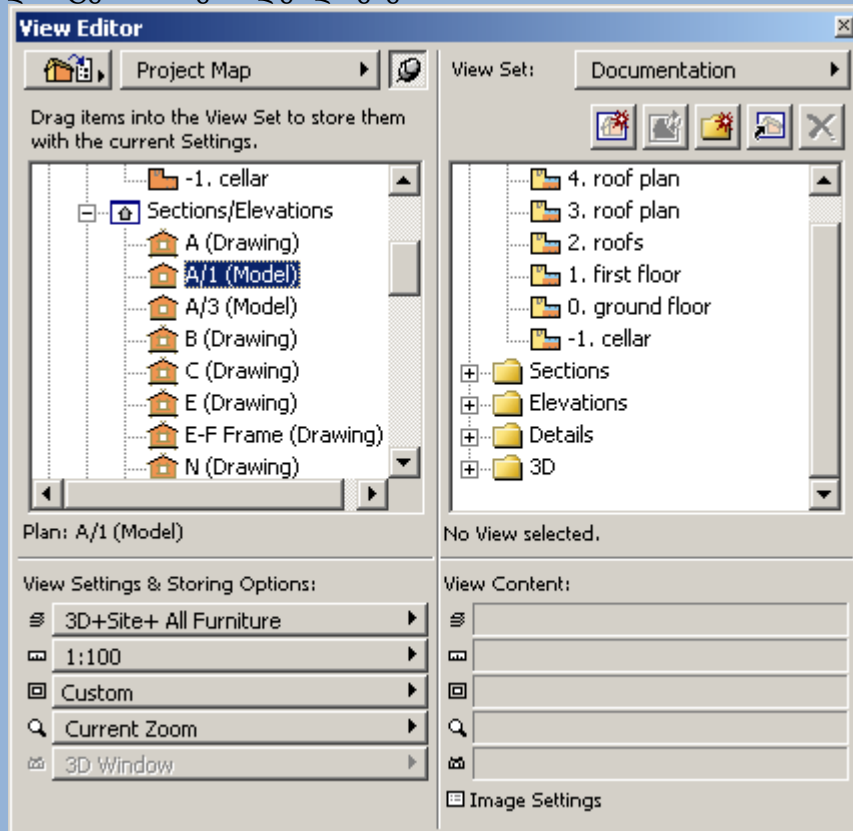 View Editor
Project Map
View Set:
Documentation
Drag items into the View Set to store them
with the current Settings.
-1. cellar
Sections/Elevations
A (Drawing)
A/1 (Model)
A/3 (Model)
B (Drawing)
C (Drawing)
E (Drawing)
E-F Frame (Drawing)
N (Drawing)
Plan: A/1 (Model)
4. roof plan
3. roof plan
2. roofs
1. first floor
0. ground floor
-1. cellar
Sections
Elevations
Details
3D
No View selected.
View Settings & Storing Options:
3D+Site+ All Furniture
1:100
Custom
Current Zoom
3D Window
View Content:
Image Settings